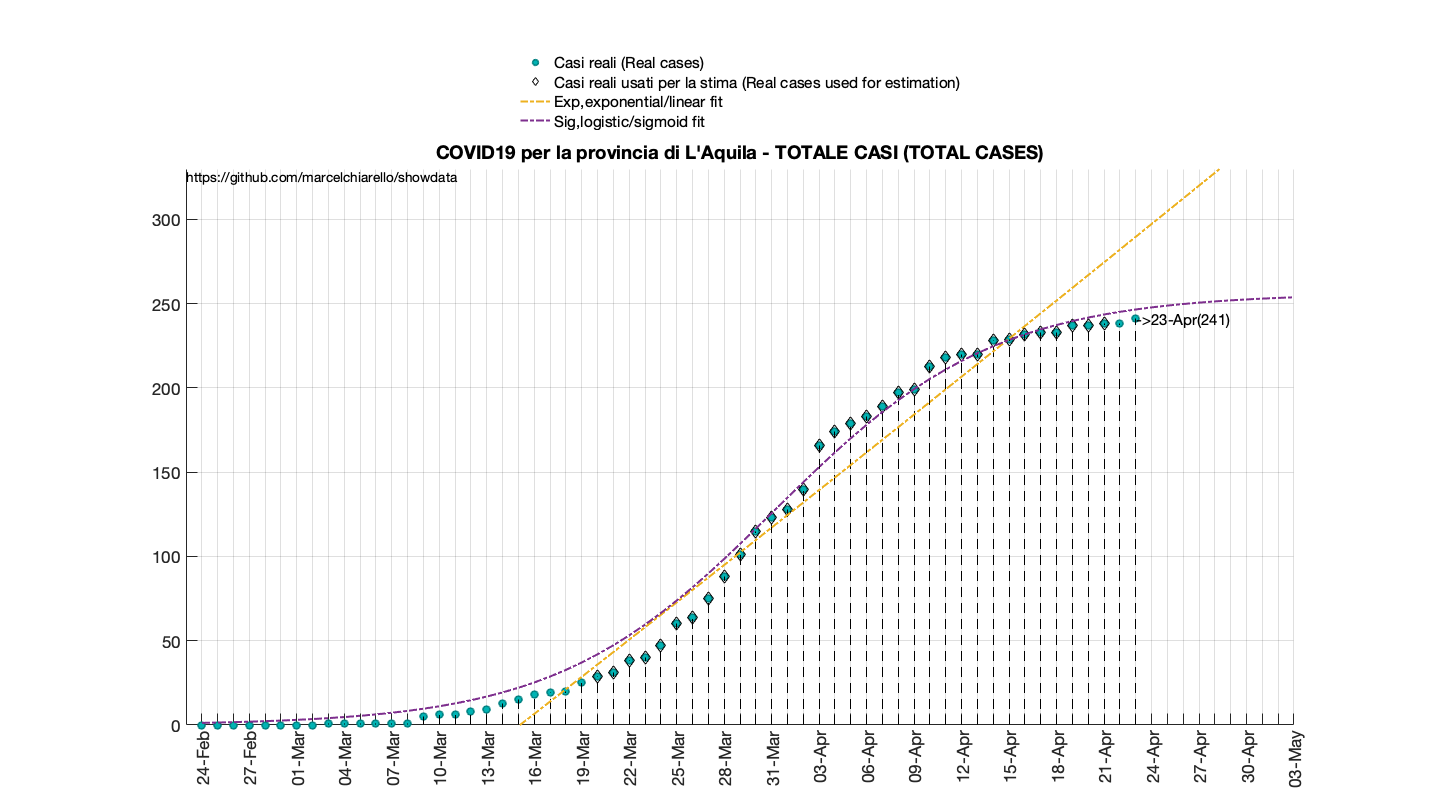 Casi reali (Real cases)
Casi reali usati per la stima (Real cases used for estimation)
Exp,exponential/linear fit
Sig,logistic/sigmoid fit
COVID19 per la provincia di L'Aquila - TOTALE CASI (TOTAL CASES)
https://github.com/marcelchiarello/showdata
300
250
200
150
100
50
0
->23-Apr(241)
24-Feb
27-Feb
01-Mar
04-Mar
07-Mar
10-Mar
13-Mar
16-Mar
19-Mar
22-Mar
25-Mar
28-Mar
31-Mar
03-Apr
06-Apr
09-Apr
12-Apr
15-Apr
18-Apr
21-Apr
24-Apr
27-Apr
30-Apr
03-May